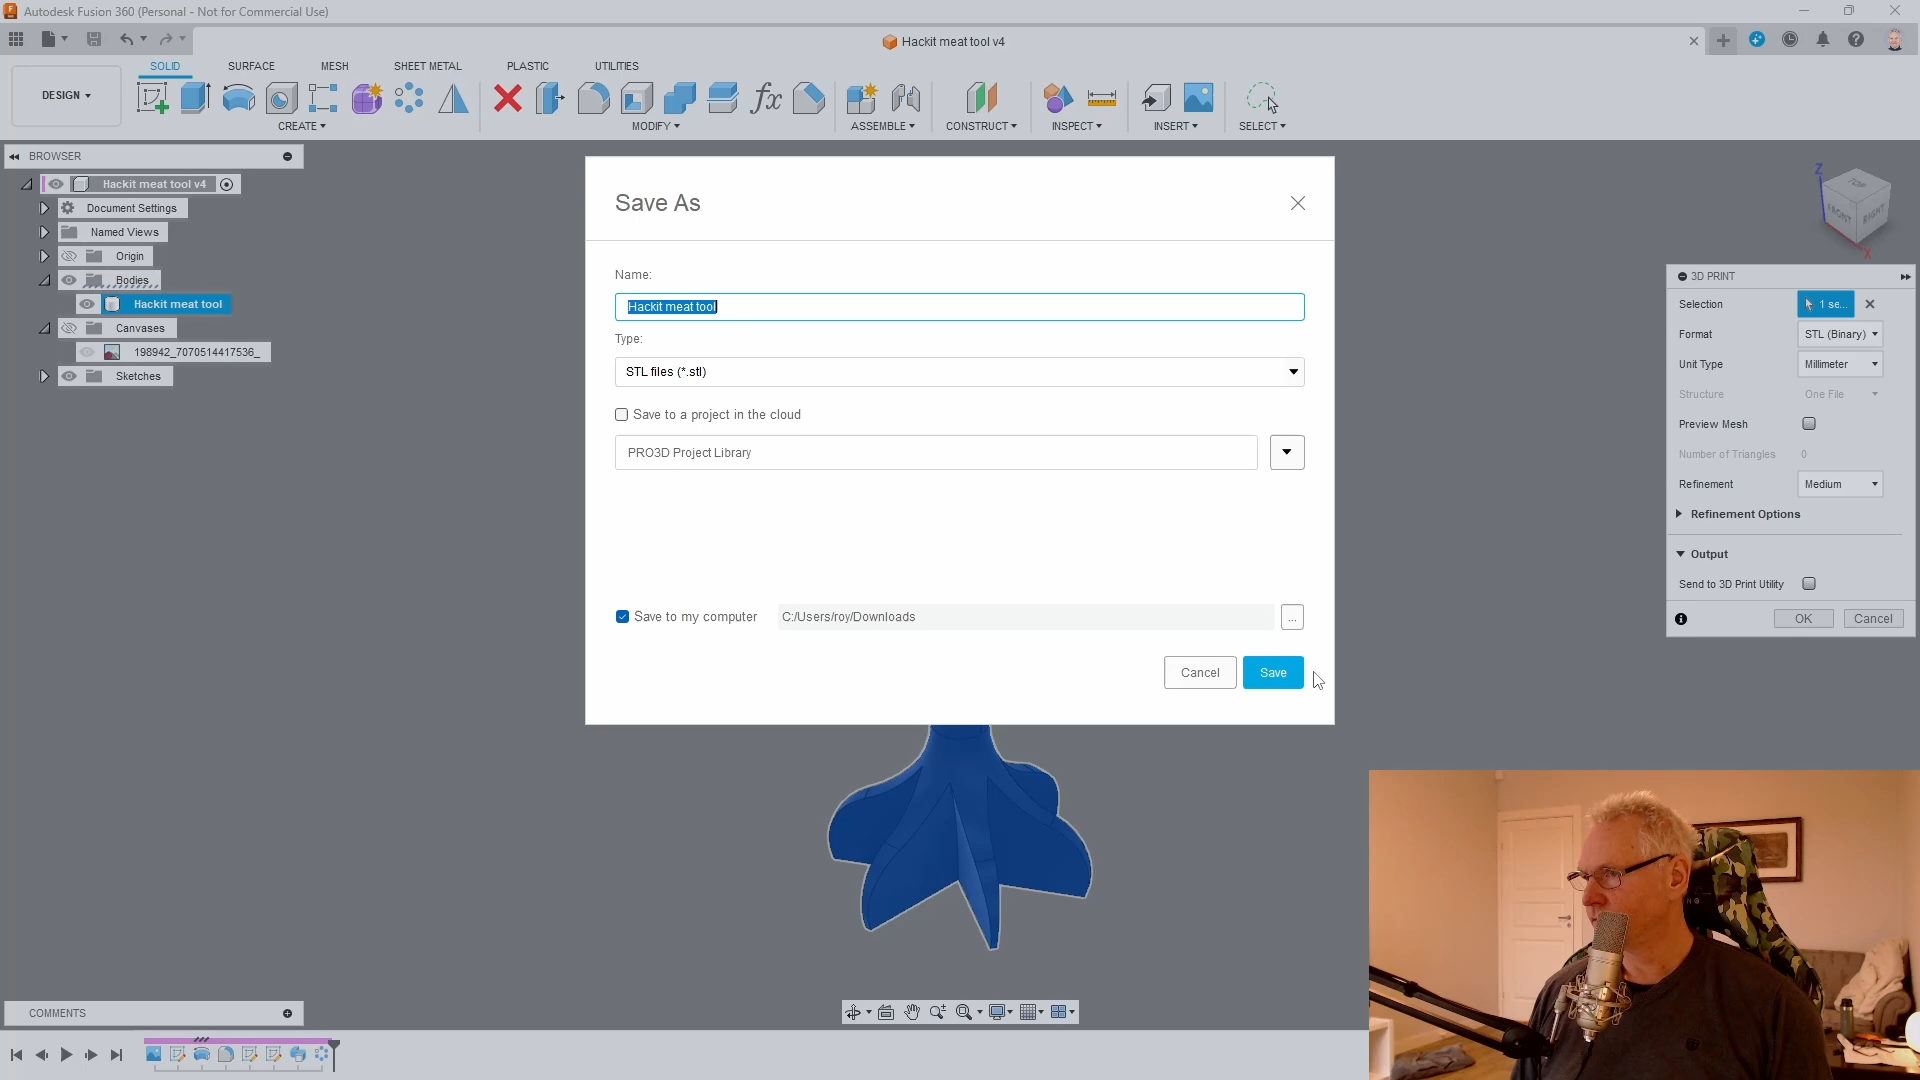 Autodesk Fusion 360 (Personal - Not for Commercial Use)
Hackit meat tool v4
SOLID SURFACE MESH SHEET METAL PLASTIC UTILITIES
DESIGN
CREATE MODIFY ASSEMBLE CONSTRUCT INSPECT INSERT SELECT
BROWSER
Hackit meat tool v4
Document Settings
Named Views
Origin
Bodies
Hackit meat tool
Canvases
198942_7070514417536_
Sketches
Save As
Name:
Hackit meat tool
Type:
STL files (*.stl)
Save to a project in the cloud
PRO3D Project Library
Save to my computer C:/Users/roy/Downloads ...
Cancel Save
Z
TOP
FRONT RIGHT
X
3D PRINT
Selection 1 se...
Format STL (Binary)
Unit Type Millimeter
Structure One File
Preview Mesh
Number of Triangles 0
Refinement Medium
Refinement Options
Output
Send to 3D Print Utility
OK Cancel
COMMENTS